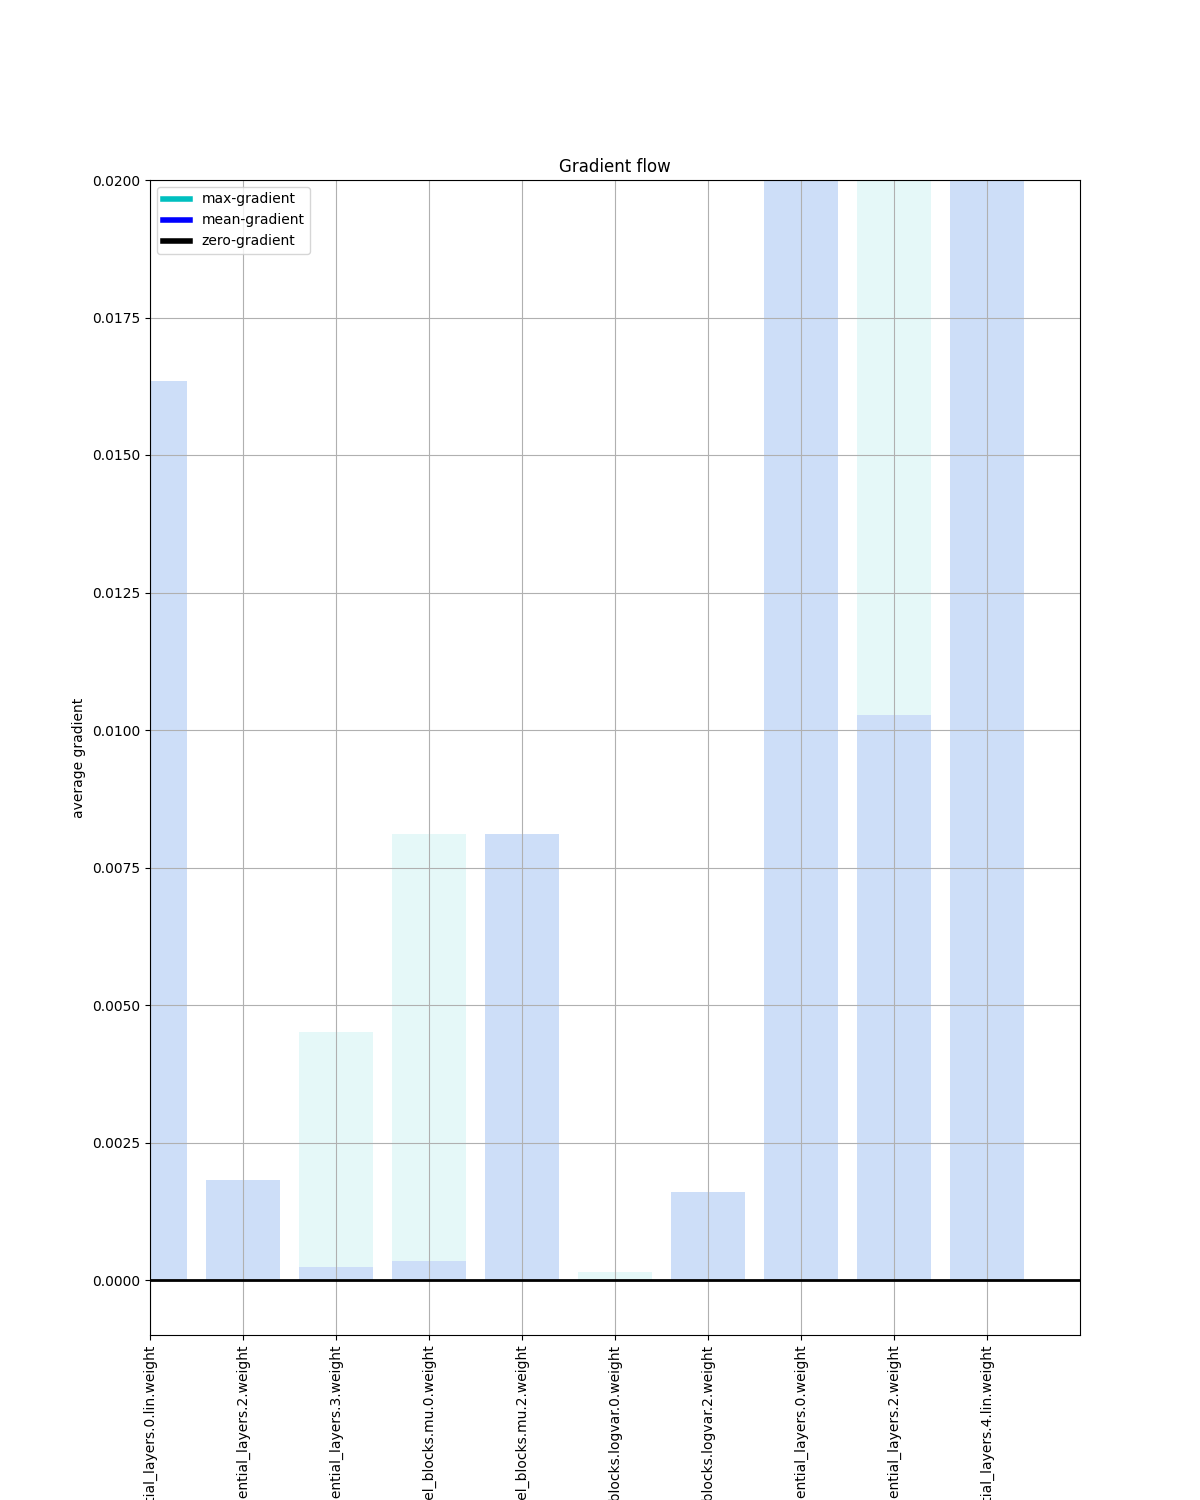 Gradient flow
max-gradient
mean-gradient
zero-gradient
0.0200
0.0175
0.0150
0.0125
0.0100
0.0075
0.0050
0.0025
0.0000
average gradient
tial_layers.0.lin.weight
ential_layers.2.weight
ential_layers.3.weight
el_blocks.mu.0.weight
el_blocks.mu.2.weight
blocks.logvar.0.weight
blocks.logvar.2.weight
ential_layers.0.weight
ential_layers.2.weight
tial_layers.4.lin.weight